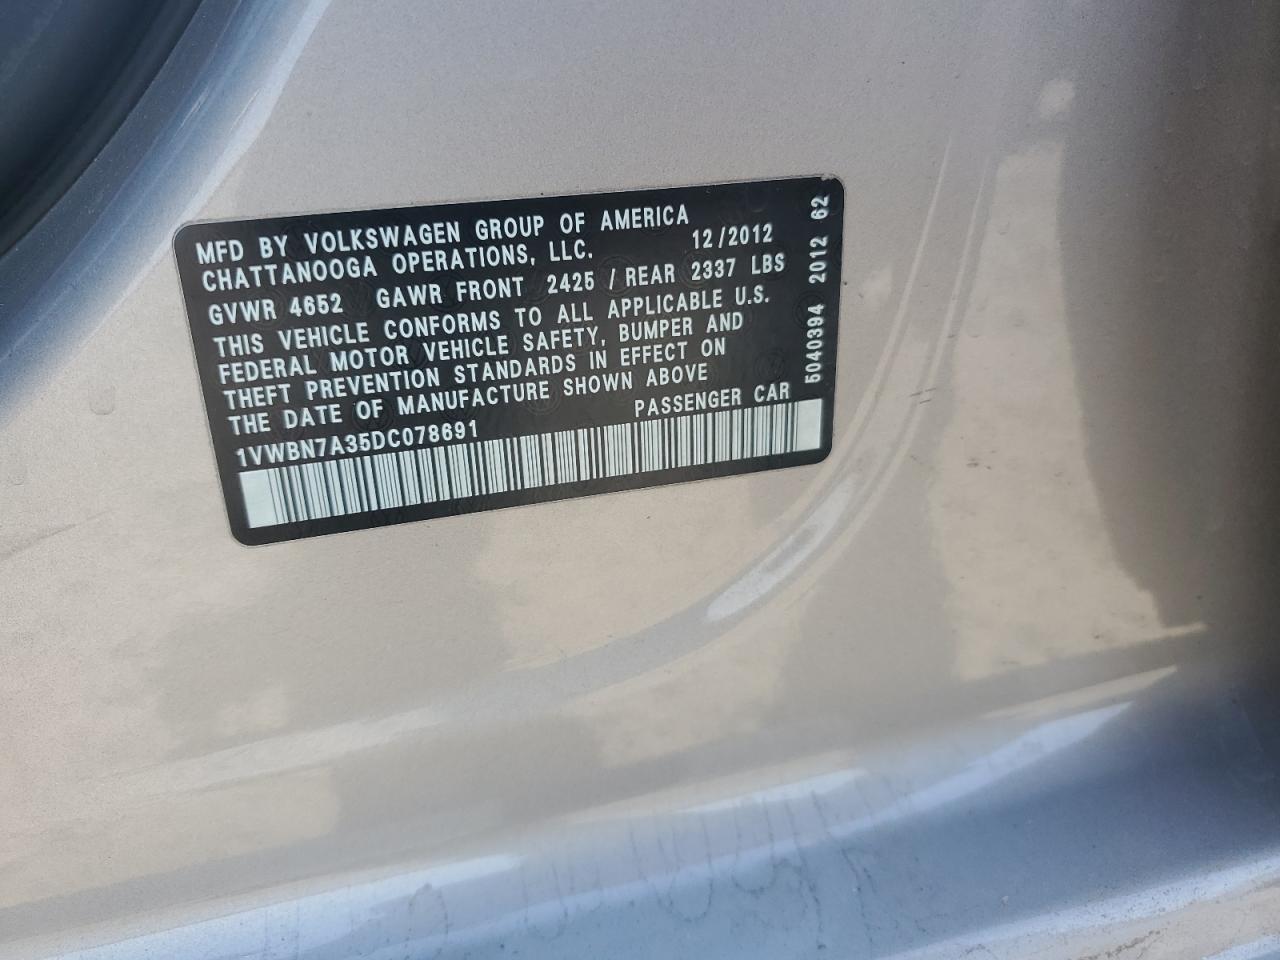 MFD BY VOLKSWAGEN GROUP OF AMERICA
CHATTANOOGA OPERATIONS, LLC. 12/2012
GVWR 4652 GAWR FRONT 2425 / REAR 2337 LBS
THIS VEHICLE CONFORMS TO ALL APPLICABLE U.S.
FEDERAL MOTOR VEHICLE SAFETY, BUMPER AND
THEFT PREVENTION STANDARDS IN EFFECT ON
THE DATE OF MANUFACTURE SHOWN ABOVE
1VWBN7A35DC078691 PASSENGER CAR
5040394 2012 62